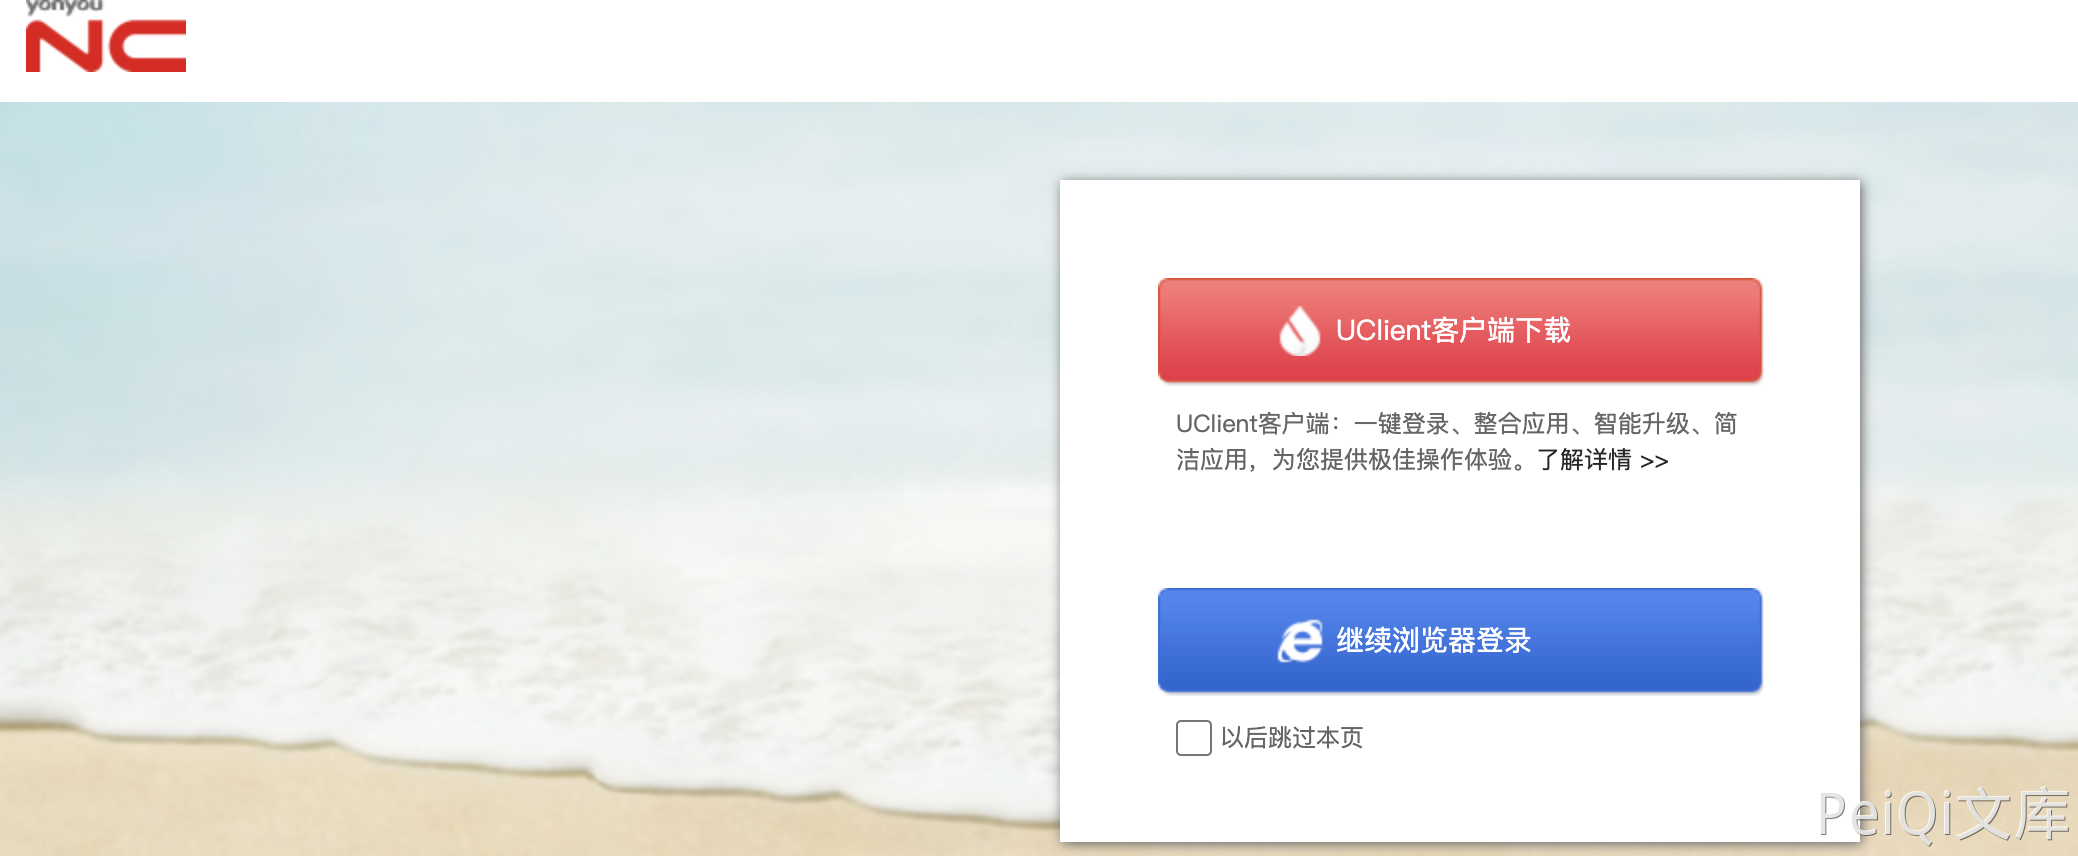 yonyou
NC
UClient客户端下载
UClient客户端：一键登录、整合应用、智能升级、简
洁应用，为您提供极佳操作体验。了解详情 >>
继续浏览器登录
以后跳过本页
PeiQi文库